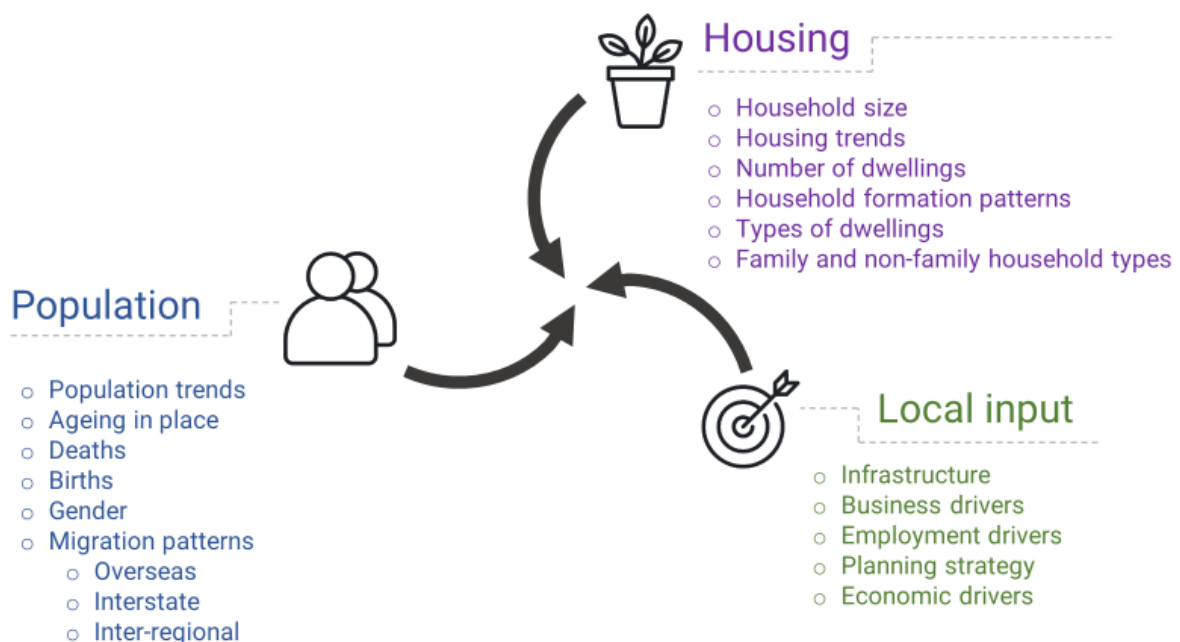 Housing
○ Household size
○ Housing trends
○ Number of dwellings
○ Household formation patterns
○ Types of dwellings
○ Family and non-family household types
Population
○ Population trends
○ Ageing in place
○ Deaths
○ Births
○ Gender
○ Migration patterns
○ Overseas
○ Interstate
○ Inter-regional
Local input
○ Infrastructure
○ Business drivers
○ Employment drivers
○ Planning strategy
○ Economic drivers